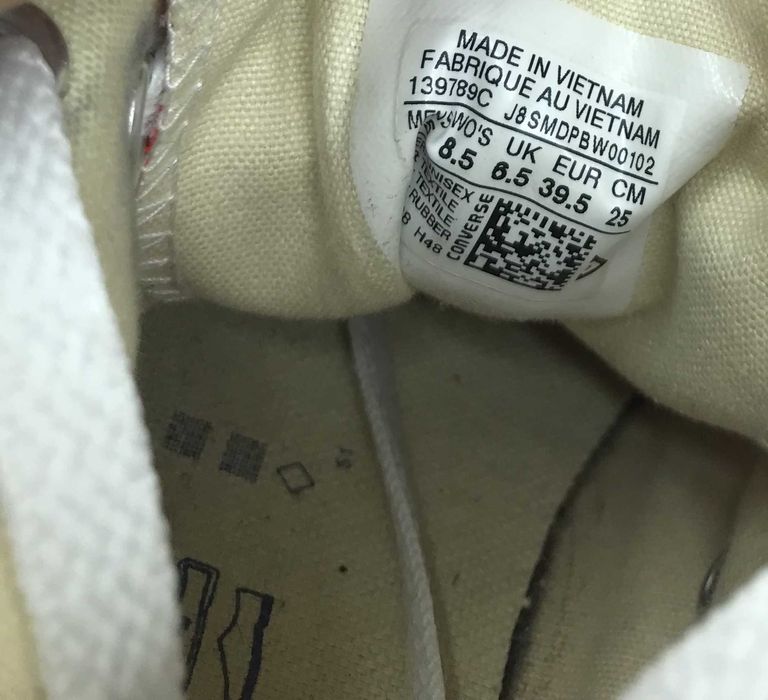 MADE IN VIETNAM
FABRIQUE AU VIETNAM
139789C J8SMDPBW00102
WO'S UK EUR CM
8.5 6.5 39.5 25
UNISEX
TEXTILE
TEXTILE
RUBBER
H48
CONVERSE